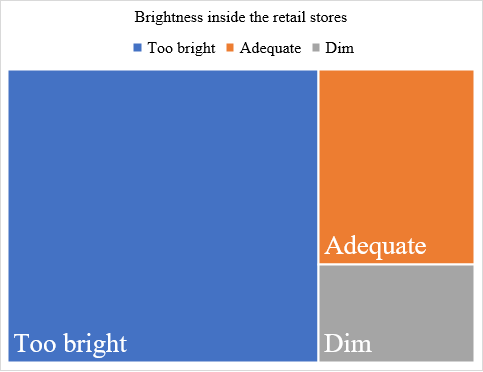 Brightness inside the retail stores
Too bright Adequate Dim
Adequate
Too bright
Dim